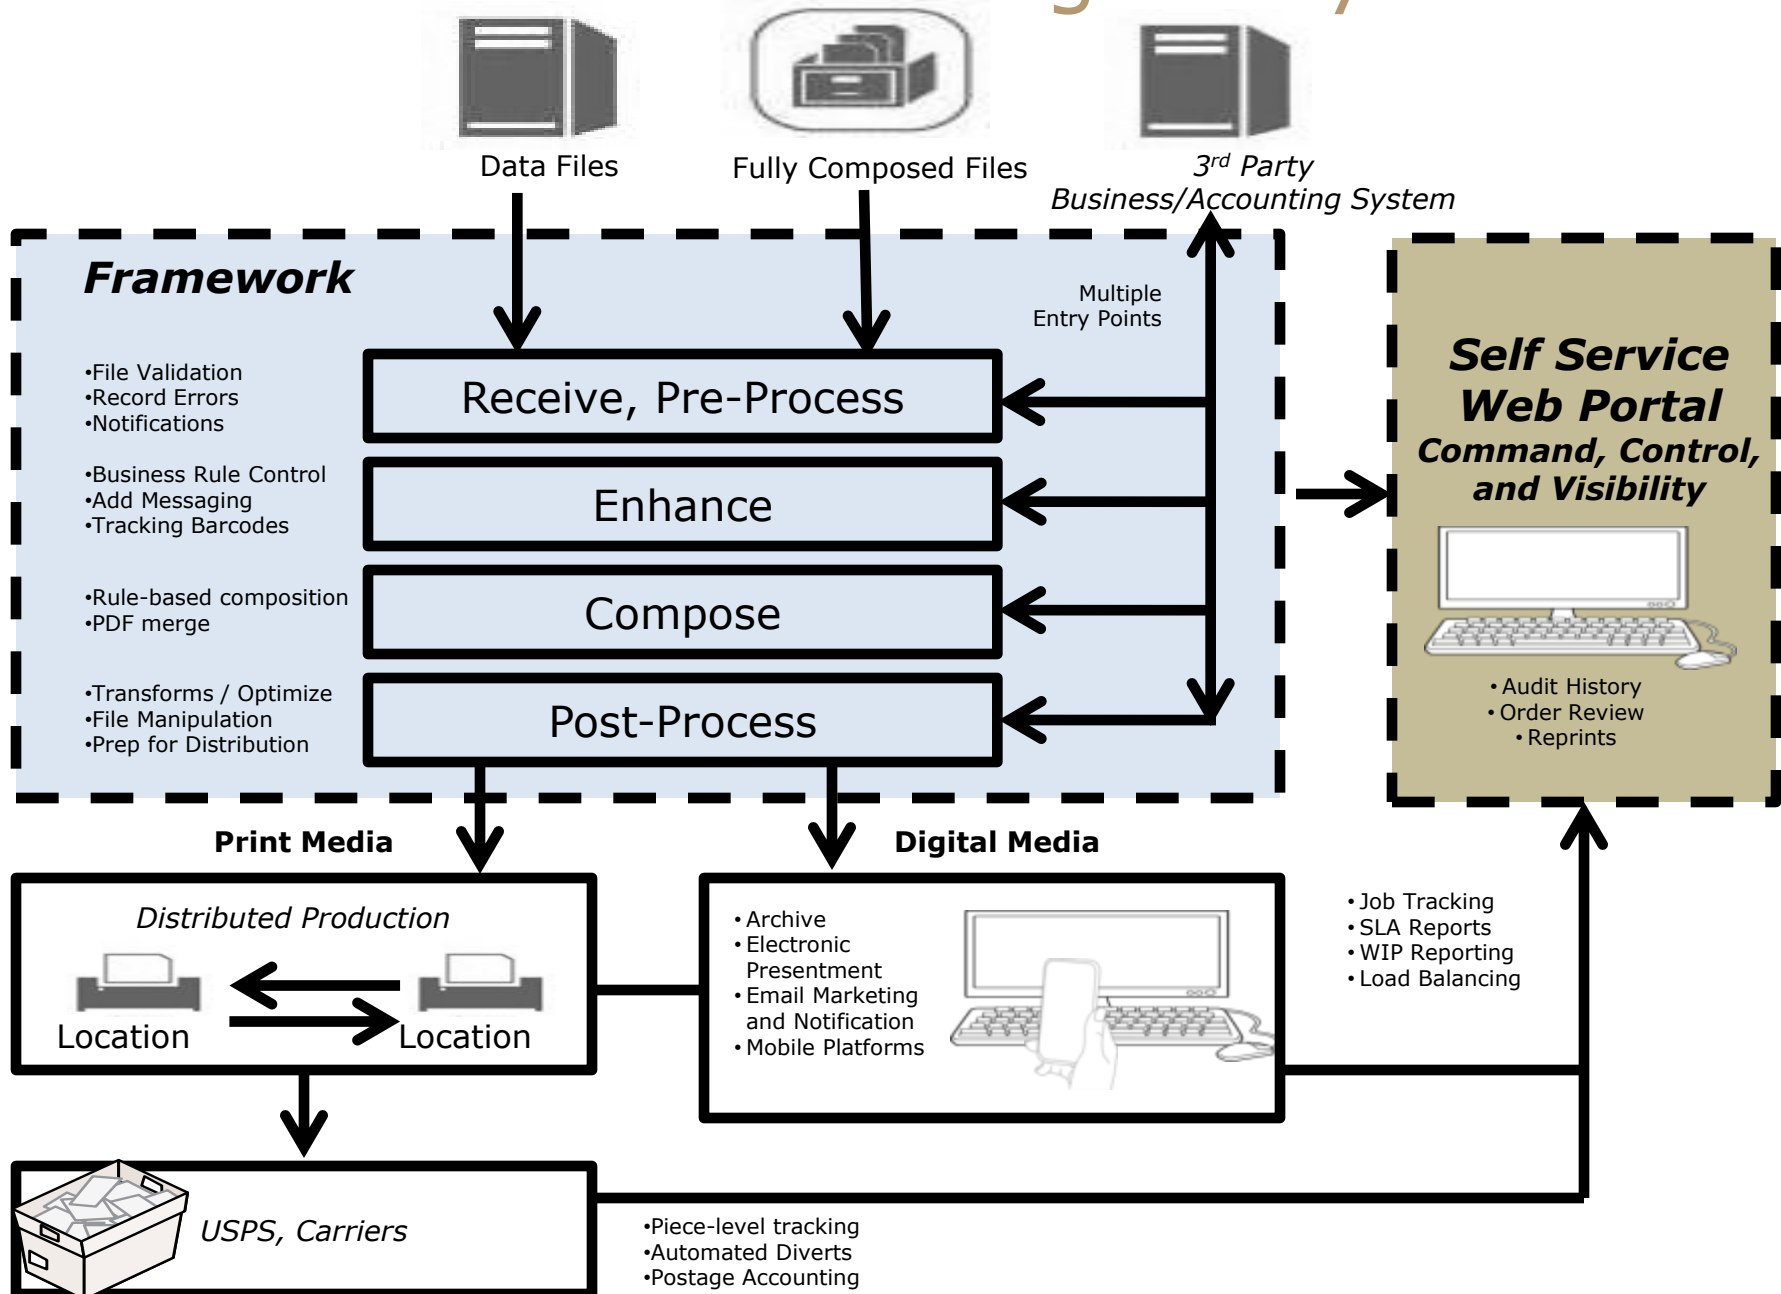 Data Files
Fully Composed Files
3rd Party
Business/Accounting System
Framework
Multiple
Entry Points
•File Validation
•Record Errors
•Notifications
Receive, Pre-Process
•Business Rule Control
•Add Messaging
•Tracking Barcodes
Enhance
•Rule-based composition
•PDF merge
Compose
•Transforms / Optimize
•File Manipulation
•Prep for Distribution
Post-Process
Self Service
Web Portal
Command, Control,
and Visibility
• Audit History
• Order Review
• Reprints
Print Media
Digital Media
Distributed Production
Location
Location
• Archive
• Electronic
Presentment
• Email Marketing
and Notification
• Mobile Platforms
• Job Tracking
• SLA Reports
• WIP Reporting
• Load Balancing
USPS, Carriers
•Piece-level tracking
•Automated Diverts
•Postage Accounting